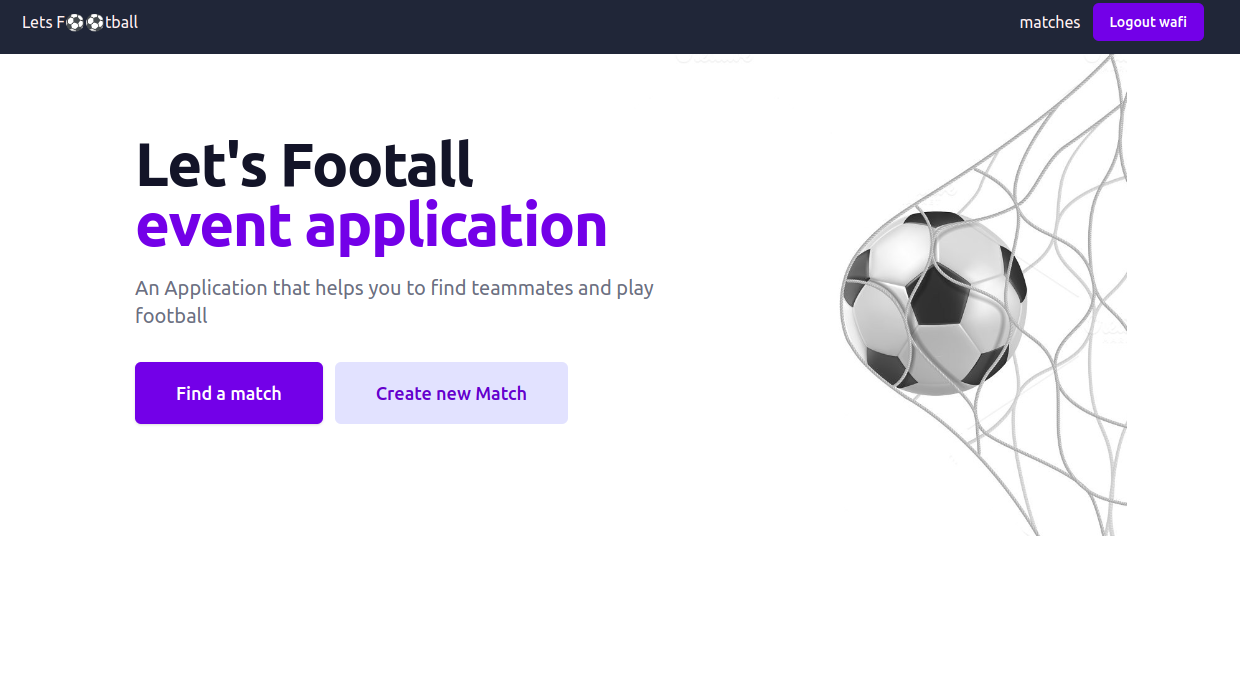 Lets F⚽⚽tball
matches
Logout wafi
Let's Footall
event application
An Application that helps you to find teammates and play
football
Find a match
Create new Match